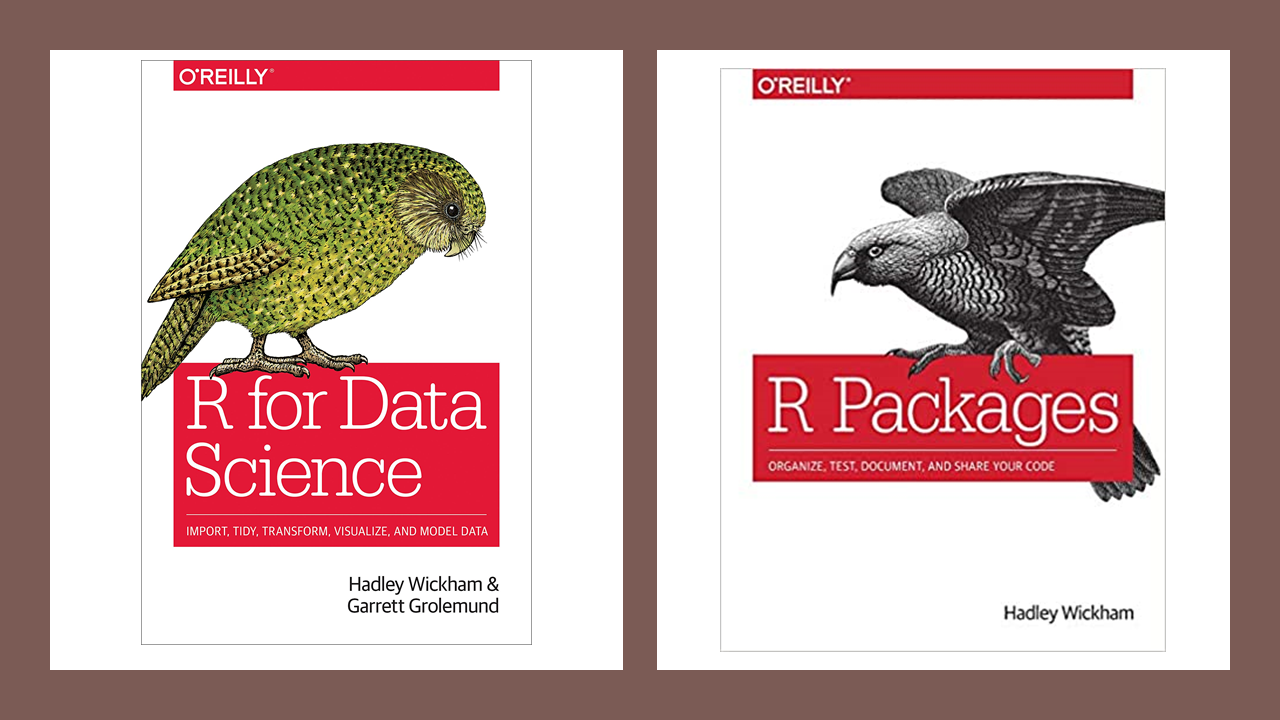 O'REILLY®
R for Data
Science
IMPORT, TIDY, TRANSFORM, VISUALIZE, AND MODEL DATA
Hadley Wickham &
Garrett Grolemund
O'REILLY®
R Packages
ORGANIZE, TEST, DOCUMENT, AND SHARE YOUR CODE
Hadley Wickham